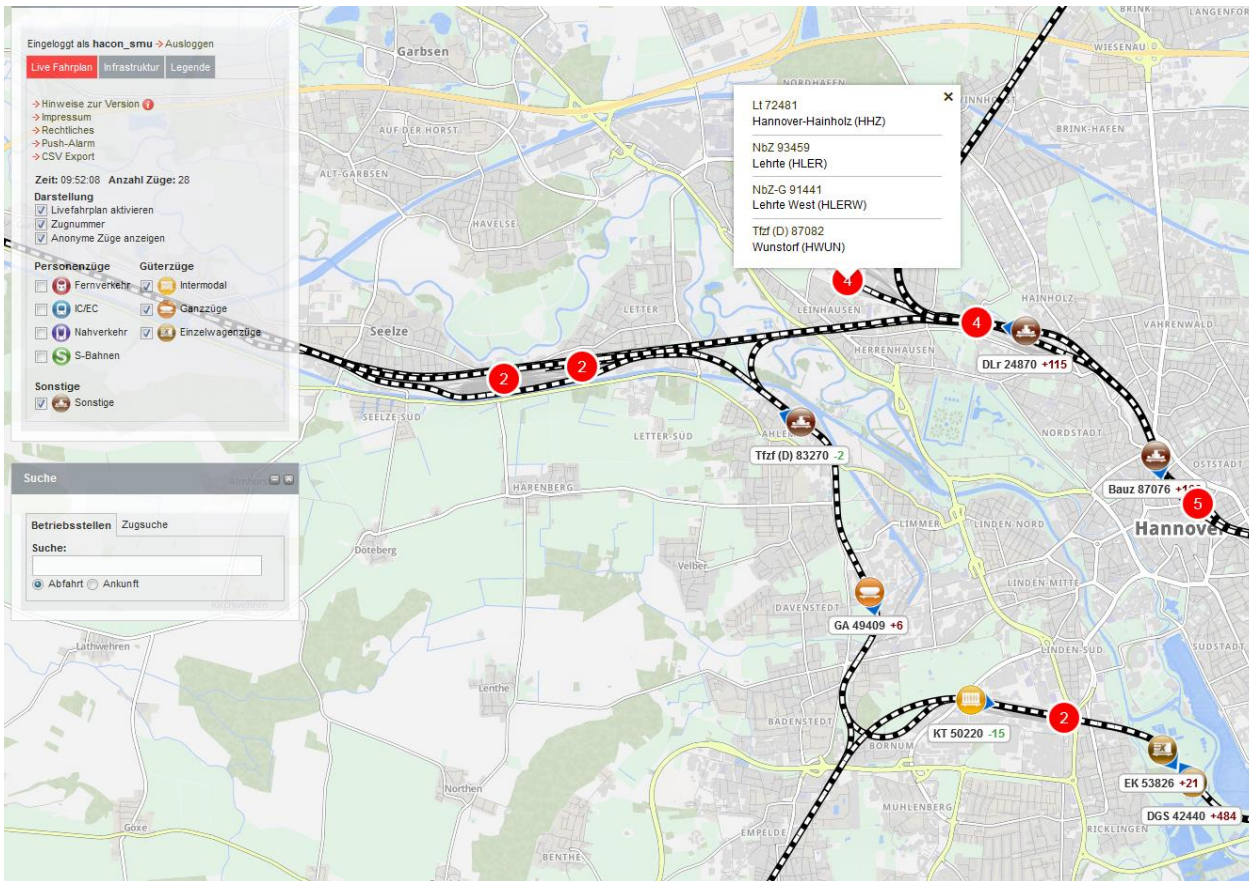 Eingeloggt als hacon_smu → Ausloggen
Live Fahrplan Infrastruktur Legende
→ Hinweise zur Version i
→ Impressum
→ Rechtliches
→ Push-Alarm
→ CSV Export
Zeit: 09:52:08 Anzahl Züge: 28
Darstellung
Livefahrplan aktivieren
Zugnummer
Anonyme Züge anzeigen
Personenzüge Güterzüge
Fernverkehr Intermodal
IC/EC Ganzzüge
Nahverkehr Einzelwagenzüge
S S-Bahnen
Sonstige
Sonstige
Suche
Betriebsstellen Zugsuche
Suche:
Abfahrt Ankunft
Lt 72481
Hannover-Hainholz (HHZ)
NbZ 93459
Lehrte (HLER)
NbZ-G 91441
Lehrte West (HLERW)
Tfzf (D) 87082
Wunstorf (HWUN)
BRINK
LANGENFOR
WIESENAU
Garbsen
NORDHAFEN
BRINK-HAFEN
AUF DER HORST
ALT-GARBSEN
HAVELSE
LETTER
4
LEINHAUSEN
HAINHOLZ
4
VAHRENWALD
Seelze
HERRENHAUSEN
DLr 24870 +115
2
2
SEELZE-SÜD
LETTER-SÜD
AHLEM
Tfzf (D) 83270 -2
NORDSTADT
OSTSTADT
Bauz 87076
5
Hannover
HARENBERG
LIMMER
LINDEN-NORD
Döteberg
Velber
LINDEN-MITTE
DAVENSTEDT
GA 49409 +6
Lathwehren
LINDEN-SÜD
SÜDSTADT
Lenthe
BADENSTEDT
KT 50220 -15
2
BORNUM
EK 53826 +21
Northen
MÜHLENBERG
DGS 42440 +484
Göxe
EMPELDE
RICKLINGEN
BENTHE